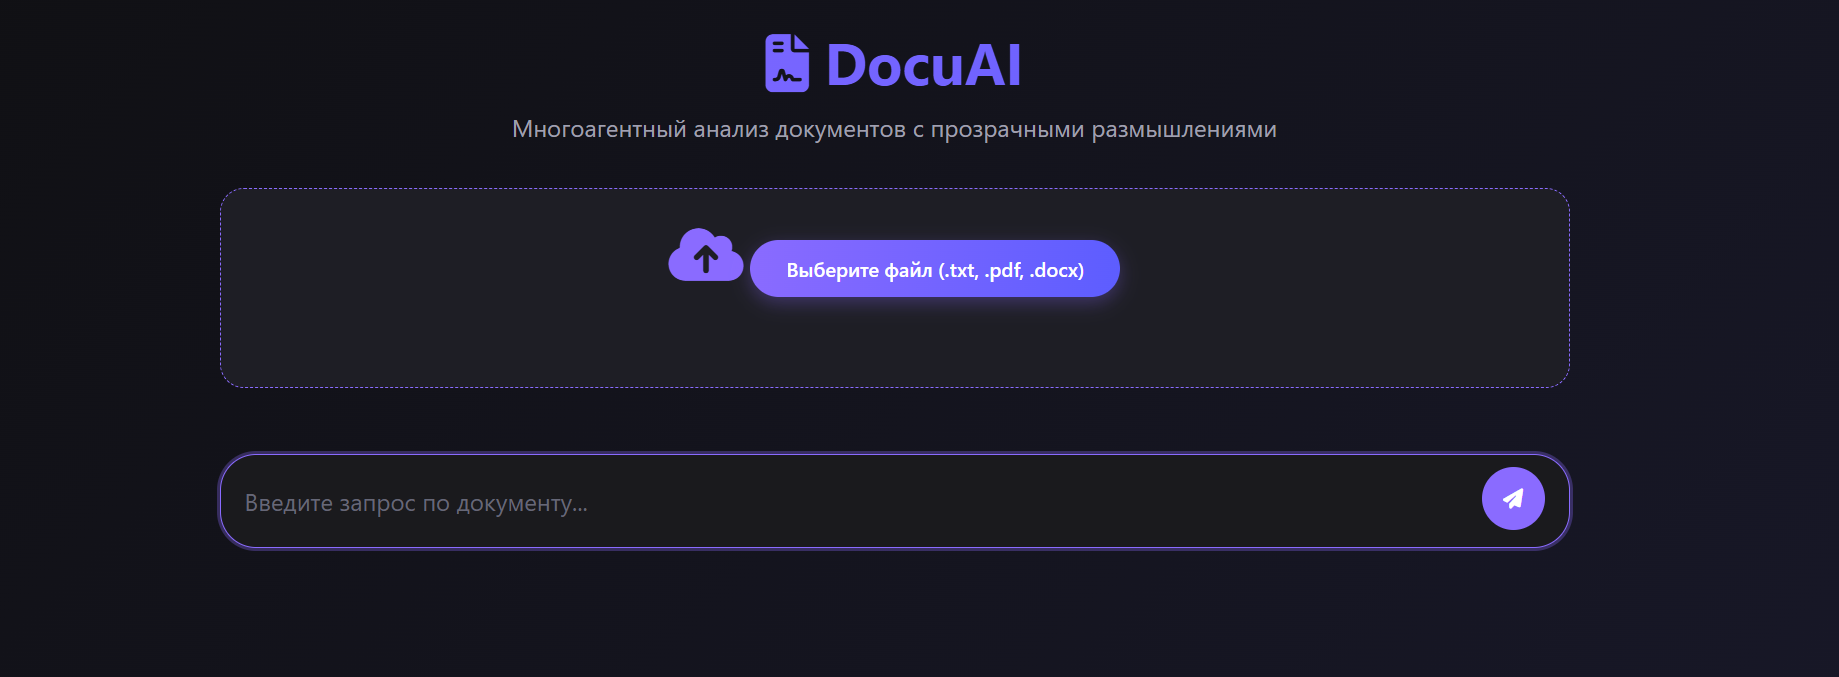 DocuAI
Многоагентный анализ документов с прозрачными размышлениями
Выберите файл (.txt, .pdf, .docx)
Введите запрос по документу...